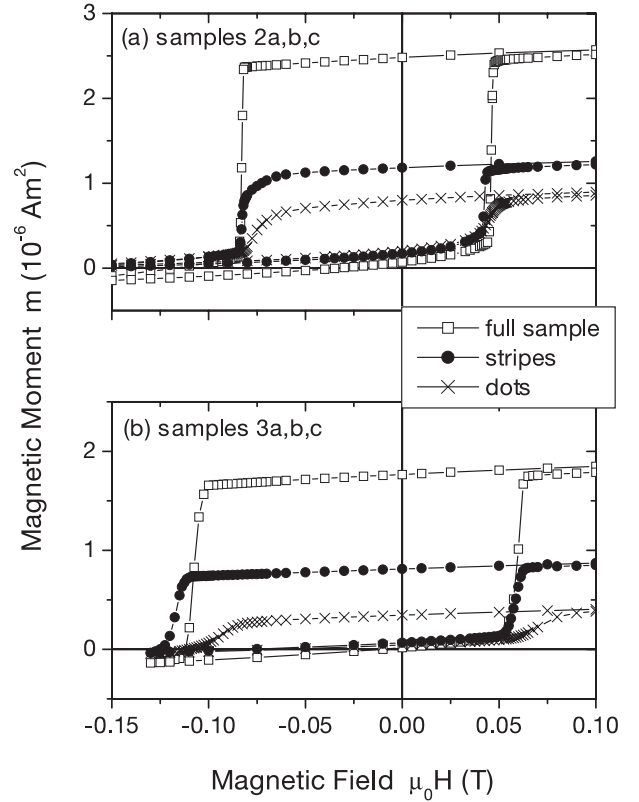 3
(a) samples 2a,b,c
2
1
0
full sample
stripes
dots
(b) samples 3a,b,c
2
1
0
-0.15
-0.10
-0.05
0.00
0.05
0.10
Magnetic Moment m (10⁻⁶ Am²)
Magnetic Field μ₀H (T)